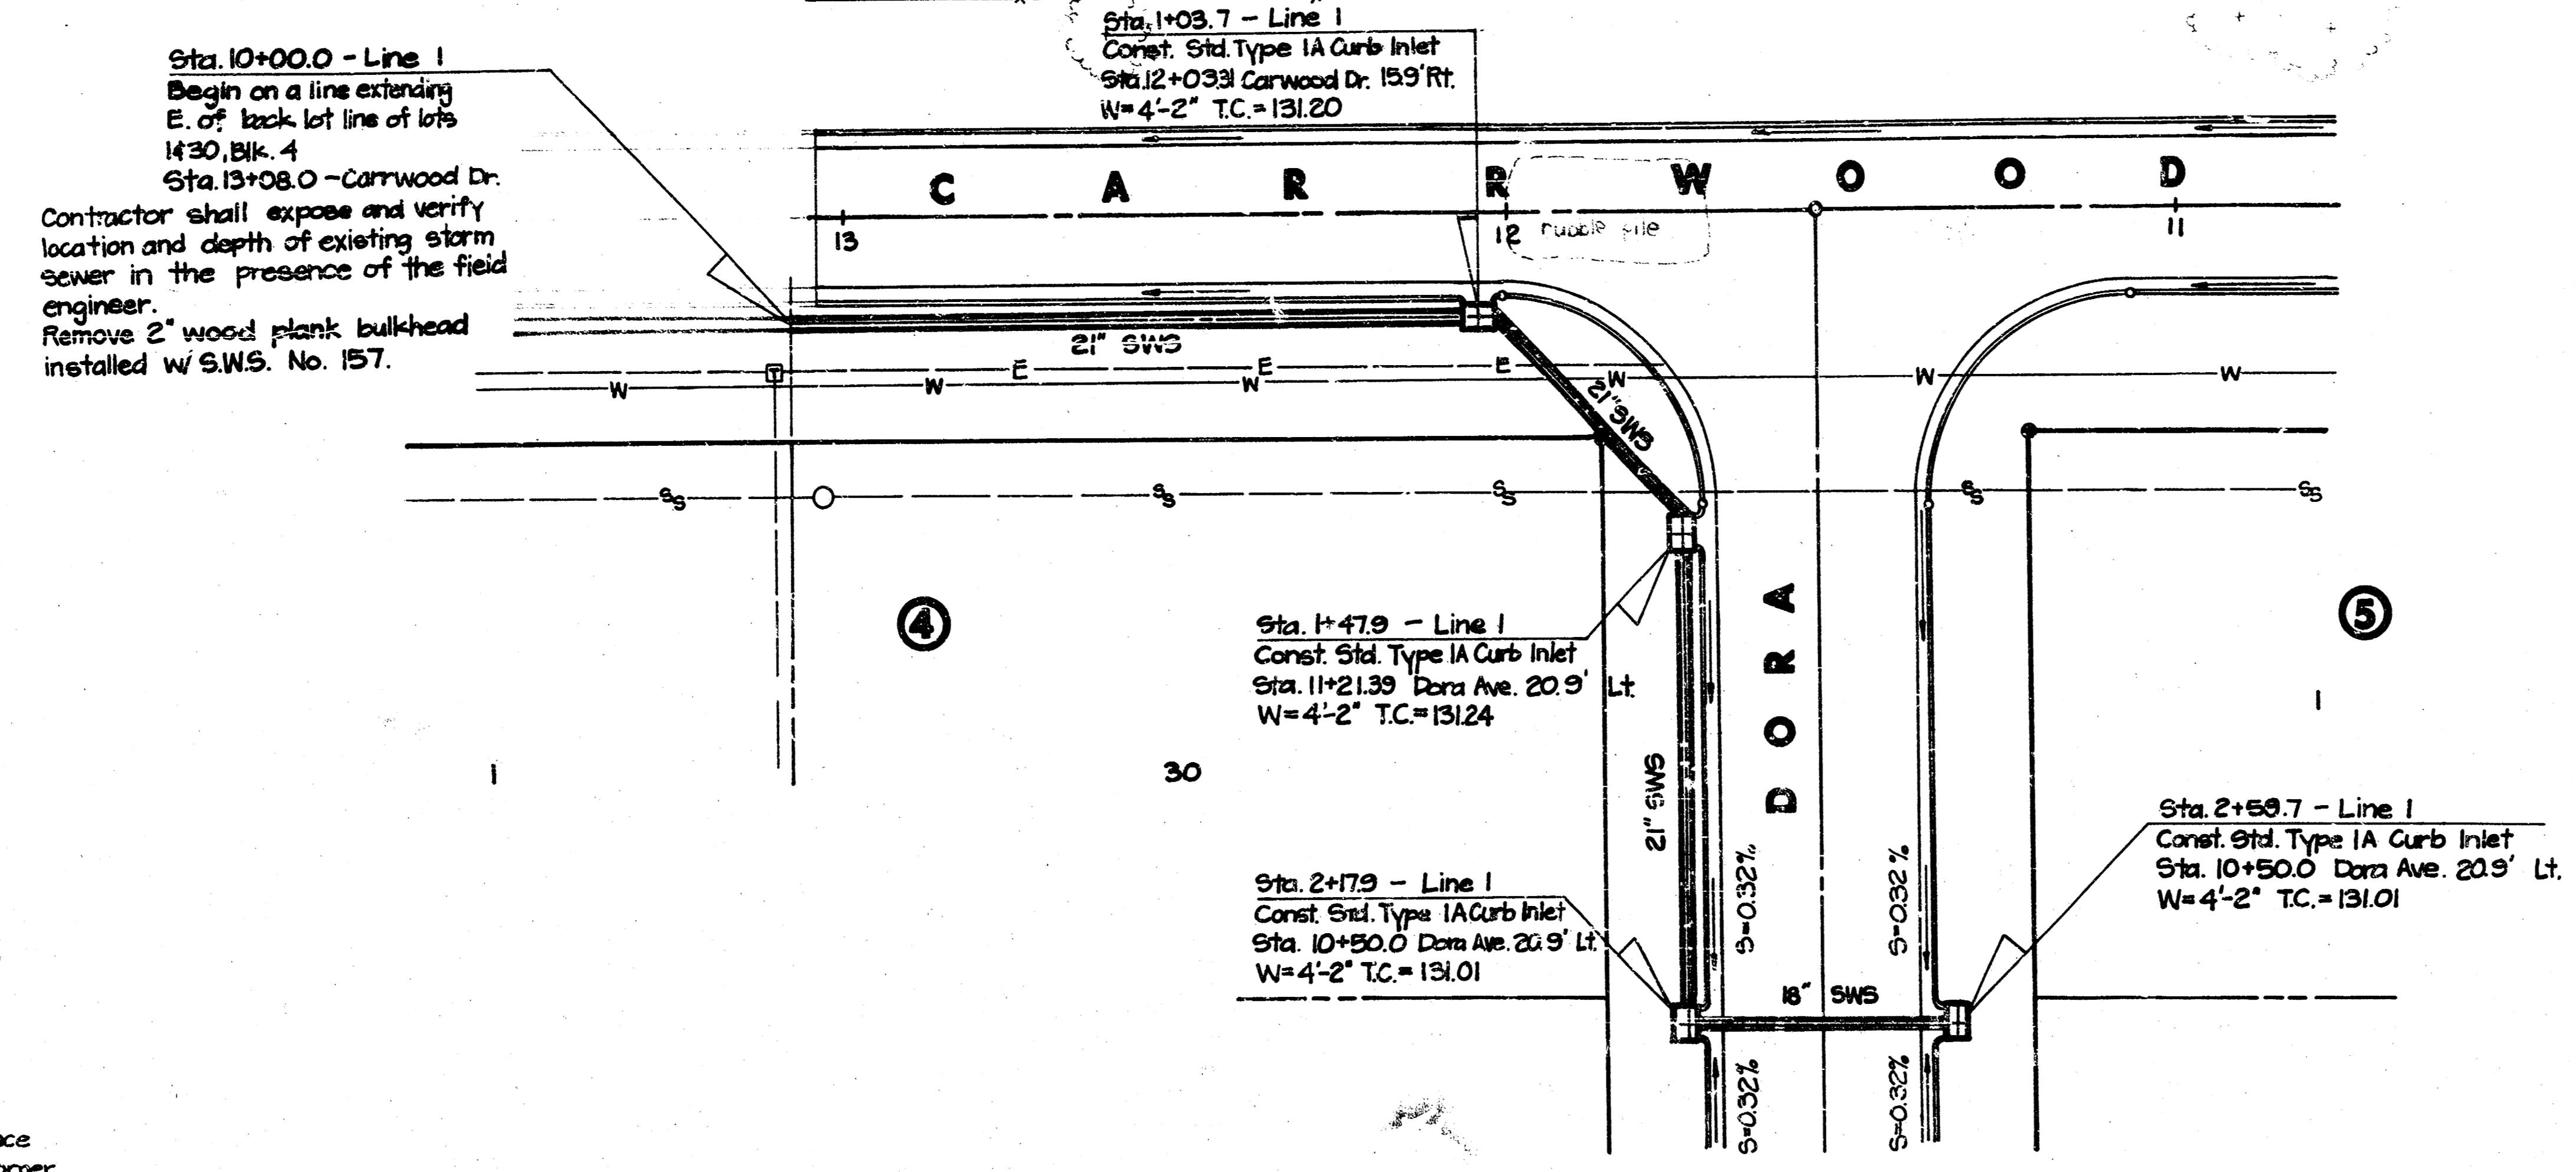 Sta. 10+00.0 - Line 1
Begin on a line extending
E. of back lot line of lots
1&30, Blk. 4
Sta. 13+08.0 - Carrwood Dr.
Contractor shall expose and verify
location and depth of existing storm
sewer in the presence of the field
engineer.
Remove 2" wood plank bulkhead
installed w/ S.W.S. No. 157.
Sta. 1+03.7 - Line 1
Const. Std. Type 1A Curb Inlet
Sta. 12+03.31 Carwood Dr. 15.9' Rt.
W=4'-2" T.C.=131.20
C A R R W O O D
13
12
rubble pile
11
21" SWS
E E E
W W W W W W
T
21" SWS
SS SS SS SS SS
4
5
Sta. 1+47.9 - Line 1
Const. Std. Type 1A Curb Inlet
Sta. 11+21.39 Dora Ave. 20.9' Lt.
W=4'-2" T.C.=131.24
DORA
1
1
30
21" SWS
S=0.32%
S=0.32%
Sta. 2+17.9 - Line 1
Const. Std. Type 1A Curb Inlet
Sta. 10+50.0 Dora Ave. 20.9' Lt.
W=4'-2" T.C.=131.01
Sta. 2+59.7 - Line 1
Const. Std. Type 1A Curb Inlet
Sta. 10+50.0 Dora Ave. 20.9' Lt.
W=4'-2" T.C.=131.01
18" SWS
S=0.32%
S=0.32%